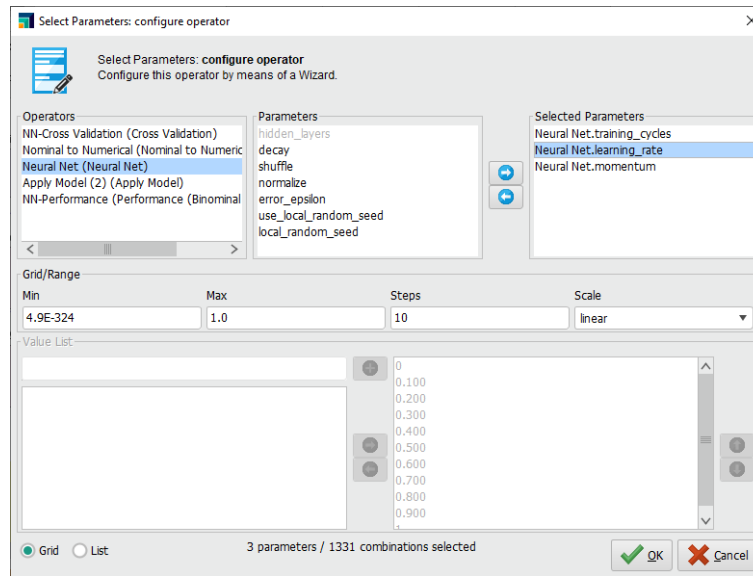 Select Parameters: configure operator
Select Parameters: configure operator
Configure this operator by means of a Wizard.
Operators
NN-Cross Validation (Cross Validation)
Nominal to Numerical (Nominal to Numeric
Neural Net (Neural Net)
Apply Model (2) (Apply Model)
NN-Performance (Performance (Binominal
Parameters
hidden_layers
decay
shuffle
normalize
error_epsilon
use_local_random_seed
local_random_seed
Selected Parameters
Neural Net.training_cycles
Neural Net.learning_rate
Neural Net.momentum
Grid/Range
Min
Max
Steps
Scale
4.9E-324
1.0
10
linear
Value List
0
0.100
0.200
0.300
0.400
0.500
0.600
0.700
0.800
0.900
Grid
List
3 parameters / 1331 combinations selected
OK
Cancel